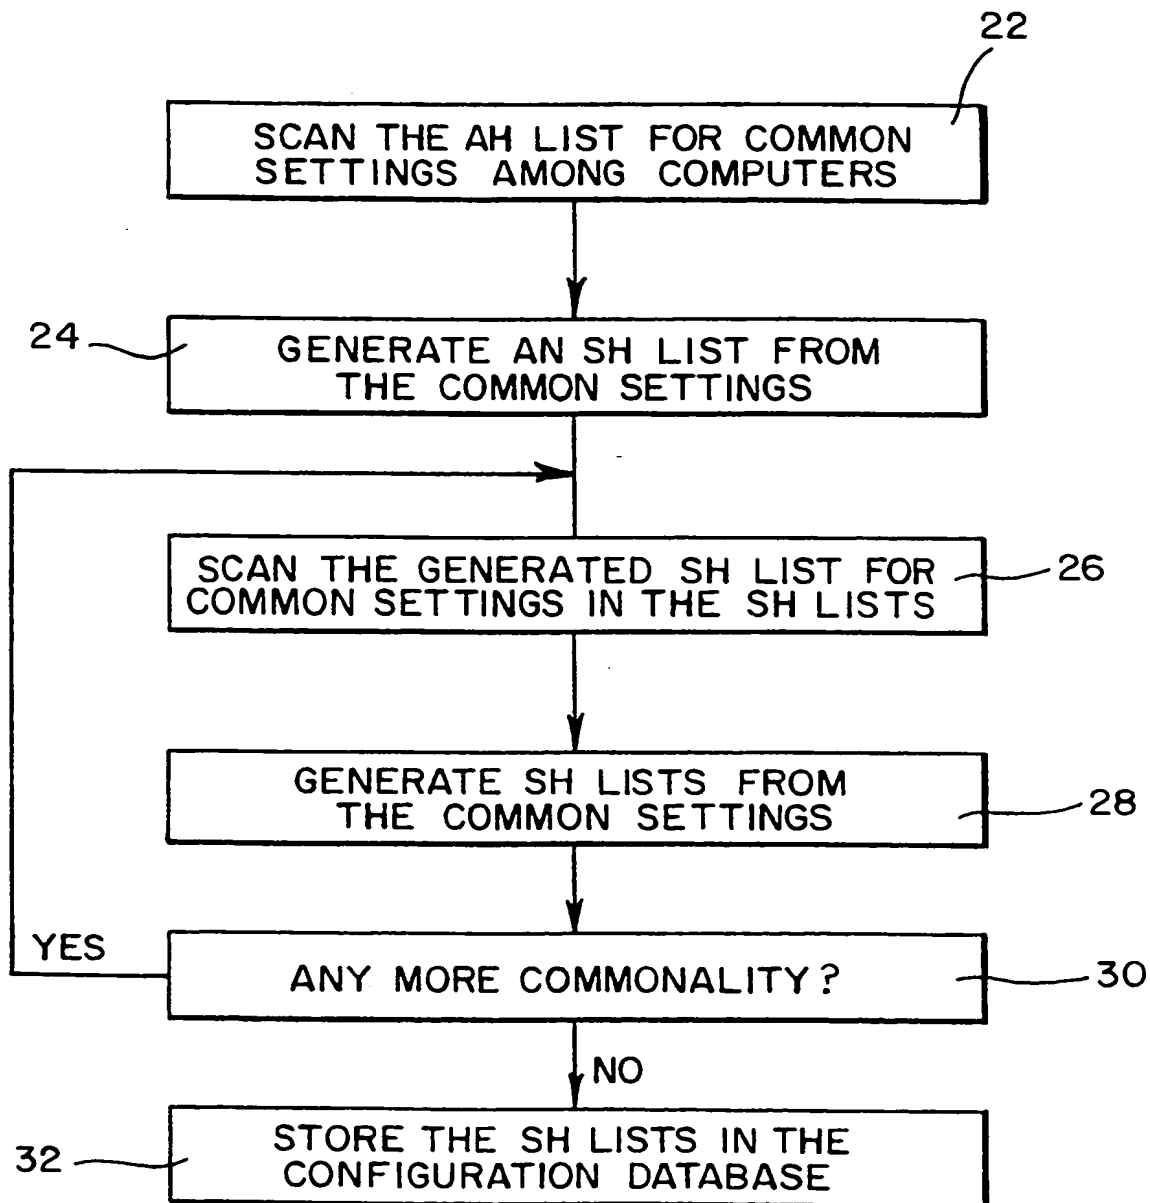 22
SCAN THE AH LIST FOR COMMON
SETTINGS AMONG COMPUTERS
24
GENERATE AN SH LIST FROM
THE COMMON SETTINGS
SCAN THE GENERATED SH LIST FOR
COMMON SETTINGS IN THE SH LISTS
26
GENERATE SH LISTS FROM
THE COMMON SETTINGS
28
YES
ANY MORE COMMONALITY?
30
NO
STORE THE SH LISTS IN THE
CONFIGURATION DATABASE
32